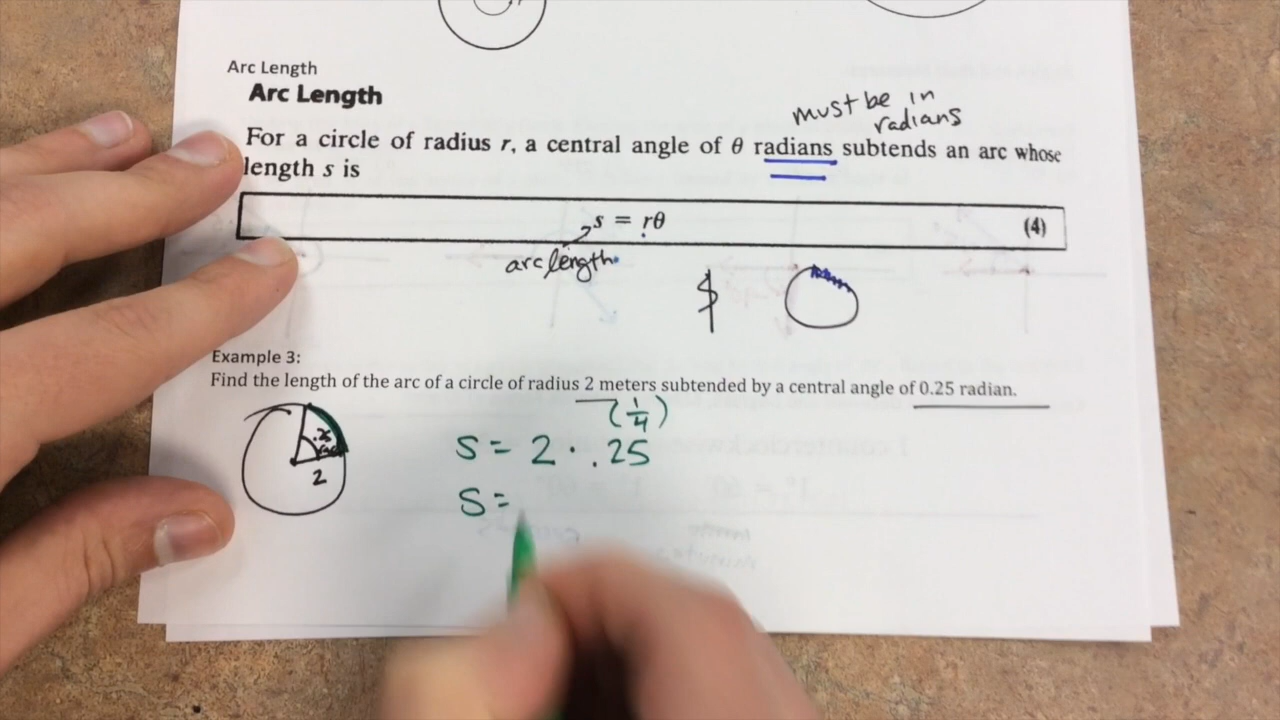 Arc Length
Arc Length
must be in
radians
For a circle of radius r, a central angle of θ radians subtends an arc whose
length s is
s = rθ (4)
arc length
$
Example 3:
Find the length of the arc of a circle of radius 2 meters subtended by a central angle of 0.25 radian.
(1/4)
S = 2 · .25
2
S =